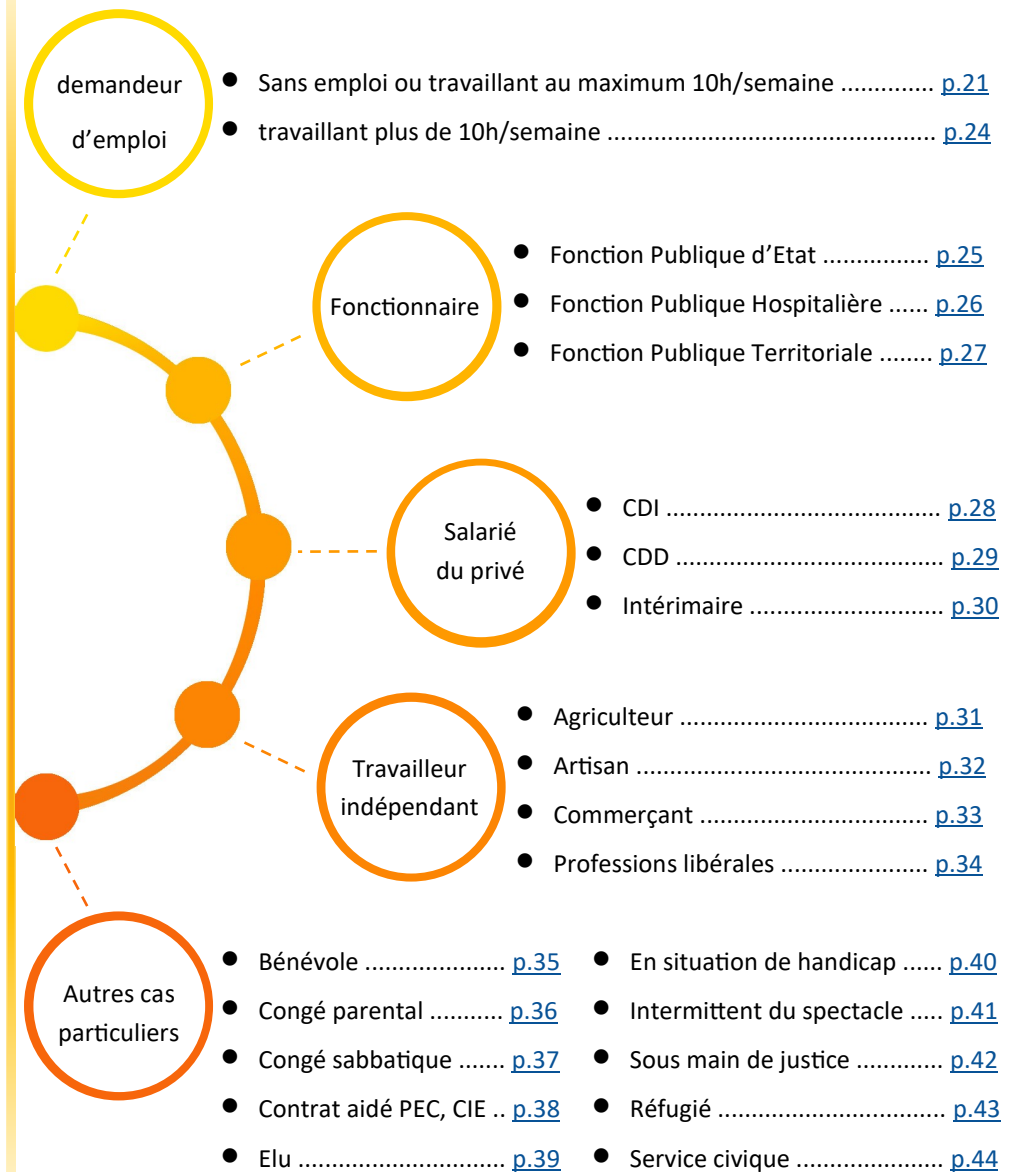 demandeur
d’emploi
● Sans emploi ou travaillant au maximum 10h/semaine .............. p.21
● travaillant plus de 10h/semaine ................................................ p.24
Fonctionnaire
● Fonction Publique d’Etat ................ p.25
● Fonction Publique Hospitalière ...... p.26
● Fonction Publique Territoriale ........ p.27
Salarié
du privé
● CDI ........................................ p.28
● CDD ....................................... p.29
● Intérimaire ............................ p.30
Travailleur
indépendant
● Agriculteur .................................... p.31
● Artisan ........................................... p.32
● Commerçant ................................. p.33
● Professions libérales ...................... p.34
Autres cas
particuliers
● Bénévole ..................... p.35
● Congé parental ........... p.36
● Congé sabbatique ....... p.37
● Contrat aidé PEC, CIE .. p.38
● Elu ............................... p.39
● En situation de handicap ...... p.40
● Intermittent du spectacle ..... p.41
● Sous main de justice ............. p.42
● Réfugié ................................. p.43
● Service civique ...................... p.44